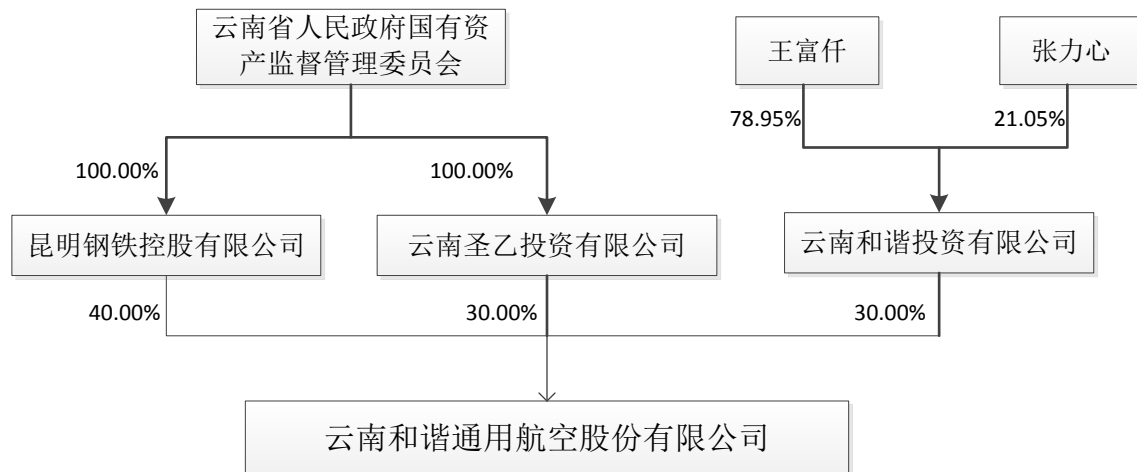 云南省人民政府国有资
产监督管理委员会
王富仟
张力心
78.95%
21.05%
100.00%
100.00%
昆明钢铁控股有限公司
云南圣乙投资有限公司
云南和谐投资有限公司
40.00%
30.00%
30.00%
云南和谐通用航空股份有限公司